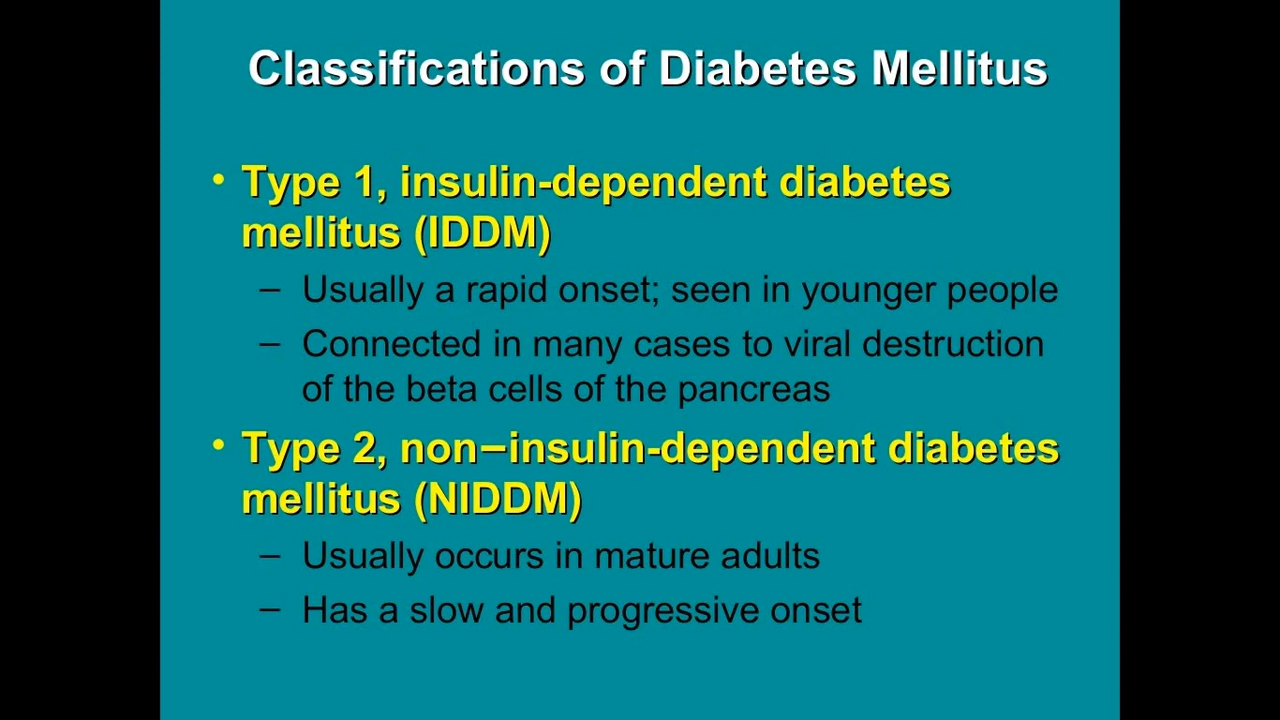 Classifications of Diabetes Mellitus
• Type 1, insulin-dependent diabetes
mellitus (IDDM)
– Usually a rapid onset; seen in younger people
– Connected in many cases to viral destruction
of the beta cells of the pancreas
• Type 2, non–insulin-dependent diabetes
mellitus (NIDDM)
– Usually occurs in mature adults
– Has a slow and progressive onset